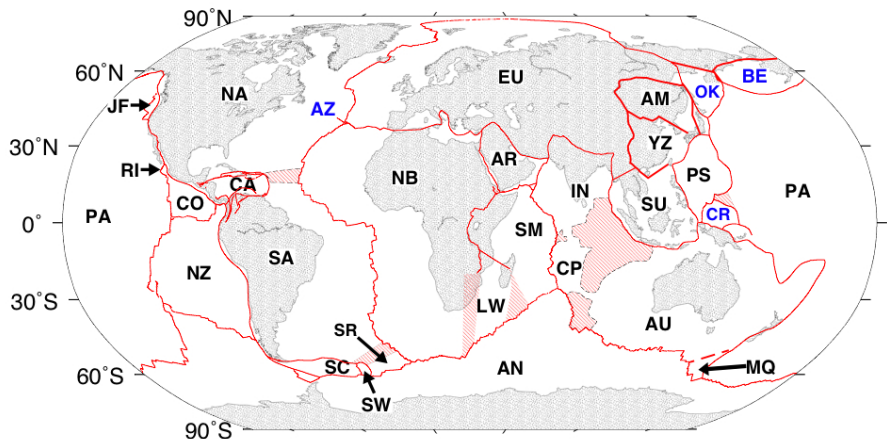 90˚N
60˚N
30˚N
0˚
30˚S
60˚S
90˚S
NA
EU
OK
BE
JF
AZ
AM
YZ
RI
CA
AR
NB
IN
PS
PA
PA
CO
SU
CR
SM
SA
NZ
CP
LW
AU
SR
SC
AN
MQ
SW